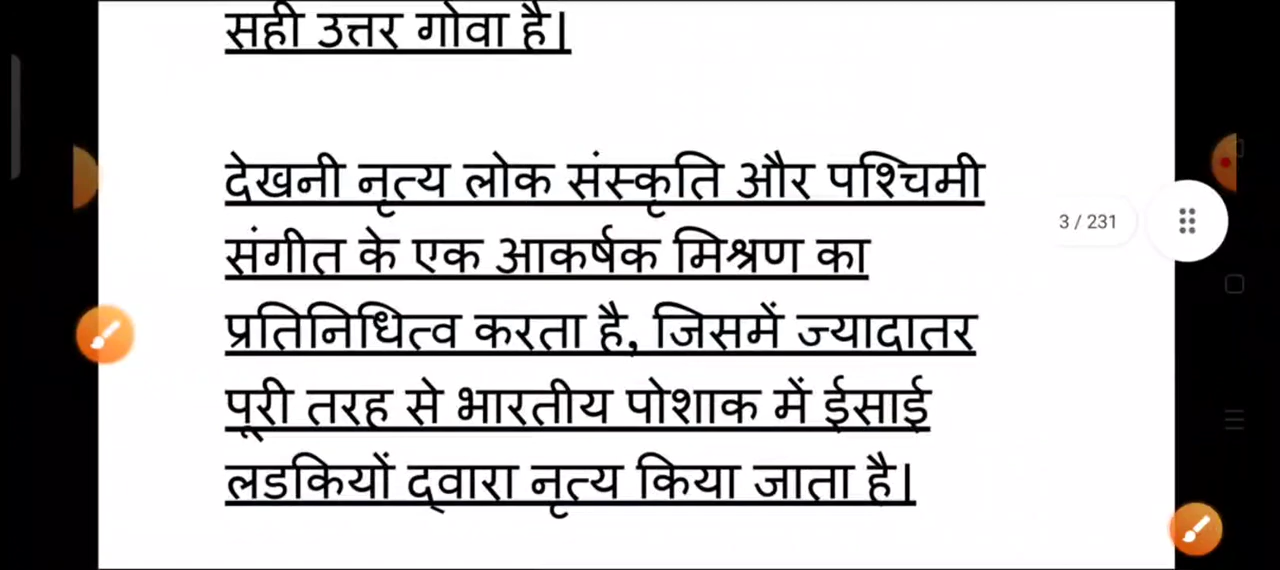 सही उत्तर गोवा है।
देखनी नृत्य लोक संस्कृति और पश्चिमी
संगीत के एक आकर्षक मिश्रण का
प्रतिनिधित्व करता है, जिसमें ज्यादातर
पूरी तरह से भारतीय पोशाक में ईसाई
लडकियों द्वारा नृत्य किया जाता है।
3 / 231